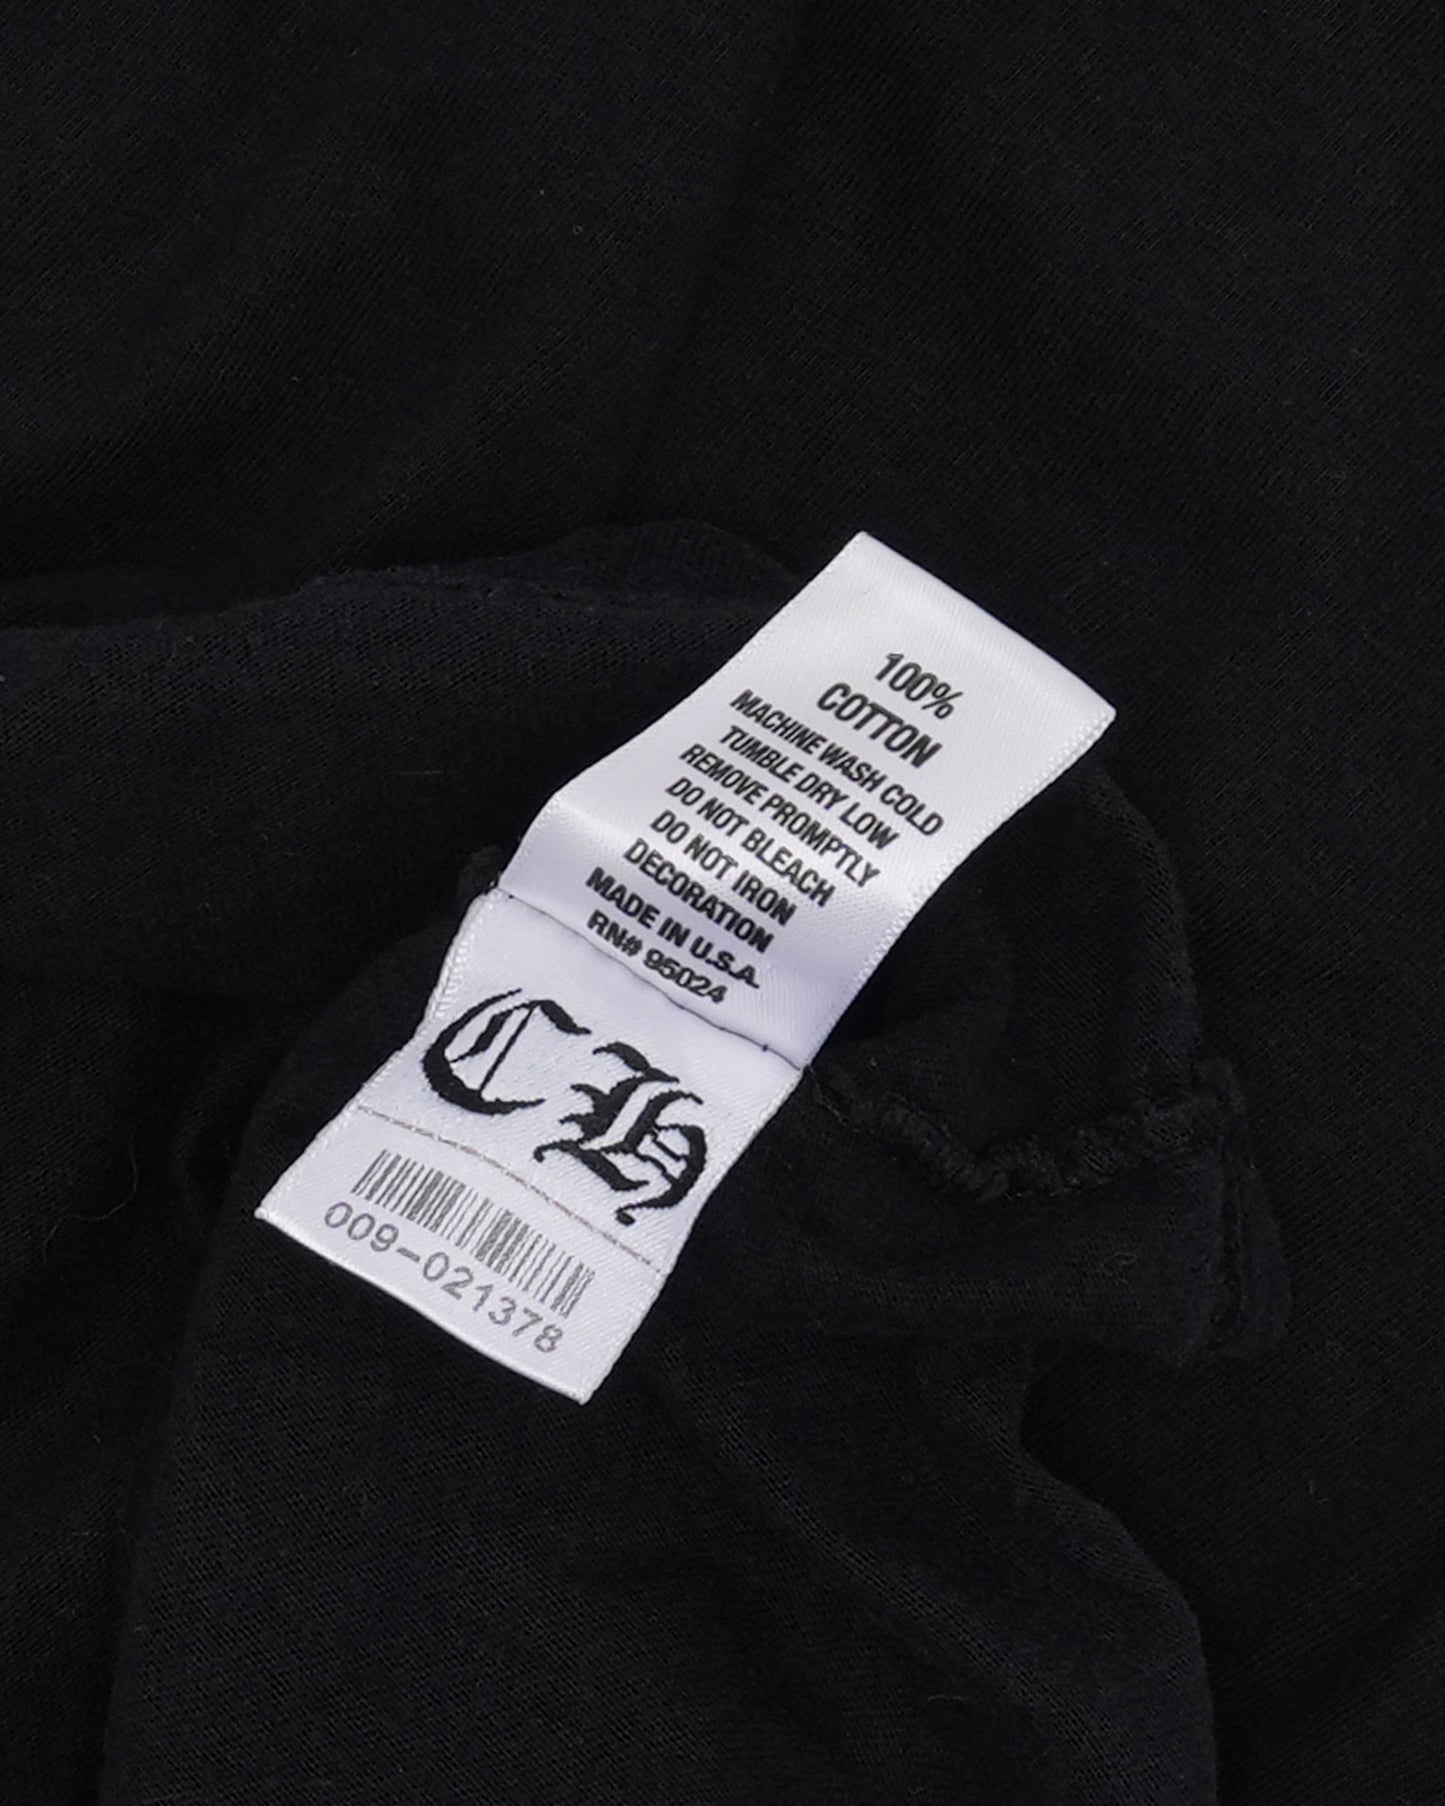 100%
COTTON
MACHINE WASH COLD
TUMBLE DRY LOW
REMOVE PROMPTLY
DO NOT BLEACH
DO NOT IRON
DECORATION
MADE IN U.S.A.
RN# 95024
CH
009-021378